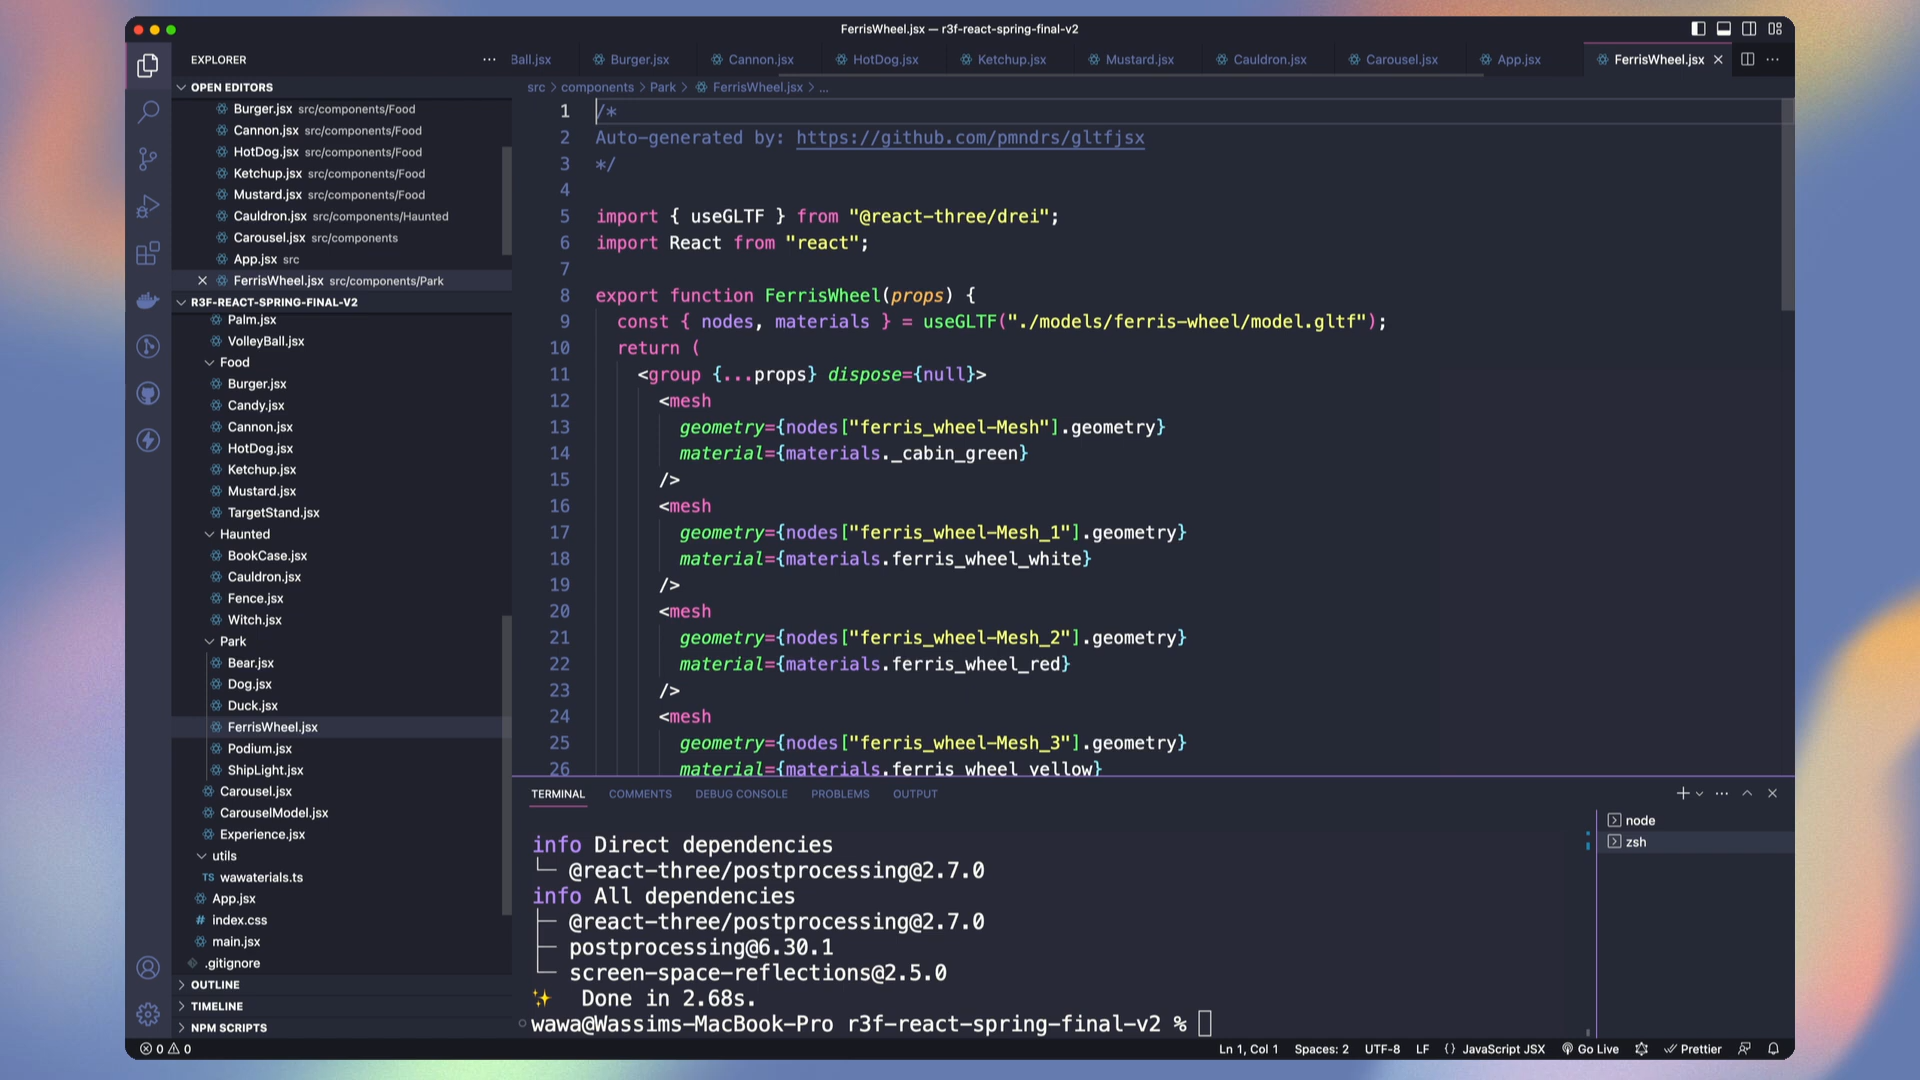 FerrisWheel.jsx — r3f-react-spring-final-v2
EXPLORER
Ball.jsx
Burger.jsx
Cannon.jsx
HotDog.jsx
Ketchup.jsx
Mustard.jsx
Cauldron.jsx
Carousel.jsx
App.jsx
FerrisWheel.jsx
src > components > Park > FerrisWheel.jsx > ...
OPEN EDITORS
Burger.jsx src/components/Food
Cannon.jsx src/components/Food
HotDog.jsx src/components/Food
Ketchup.jsx src/components/Food
Mustard.jsx src/components/Food
Cauldron.jsx src/components/Haunted
Carousel.jsx src/components
App.jsx src
FerrisWheel.jsx src/components/Park
R3F-REACT-SPRING-FINAL-V2
Palm.jsx
VolleyBall.jsx
Food
Burger.jsx
Candy.jsx
Cannon.jsx
HotDog.jsx
Ketchup.jsx
Mustard.jsx
TargetStand.jsx
Haunted
BookCase.jsx
Cauldron.jsx
Fence.jsx
Witch.jsx
Park
Bear.jsx
Dog.jsx
Duck.jsx
FerrisWheel.jsx
Podium.jsx
ShipLight.jsx
Carousel.jsx
CarouselModel.jsx
Experience.jsx
utils
TS wawaterials.ts
App.jsx
# index.css
main.jsx
.gitignore
OUTLINE
TIMELINE
NPM SCRIPTS
1 /*
2 Auto-generated by: https://github.com/pmndrs/gltfjsx
3 */
4
5 import { useGLTF } from "@react-three/drei";
6 import React from "react";
7
8 export function FerrisWheel(props) {
9 const { nodes, materials } = useGLTF("./models/ferris-wheel/model.gltf");
10 return (
11 <group {...props} dispose={null}>
12 <mesh
13 geometry={nodes["ferris_wheel-Mesh"].geometry}
14 material={materials._cabin_green}
15 />
16 <mesh
17 geometry={nodes["ferris_wheel-Mesh_1"].geometry}
18 material={materials.ferris_wheel_white}
19 />
20 <mesh
21 geometry={nodes["ferris_wheel-Mesh_2"].geometry}
22 material={materials.ferris_wheel_red}
23 />
24 <mesh
25 geometry={nodes["ferris_wheel-Mesh_3"].geometry}
26 material={materials.ferris_wheel_yellow}
TERMINAL COMMENTS DEBUG CONSOLE PROBLEMS OUTPUT
info Direct dependencies
└─ @react-three/postprocessing@2.7.0
info All dependencies
├─ @react-three/postprocessing@2.7.0
├─ postprocessing@6.30.1
└─ screen-space-reflections@2.5.0
✨ Done in 2.68s.
wawa@Wassims-MacBook-Pro r3f-react-spring-final-v2 %
node
zsh
0 0
Ln 1, Col 1 Spaces: 2 UTF-8 LF {} JavaScript JSX Go Live Prettier